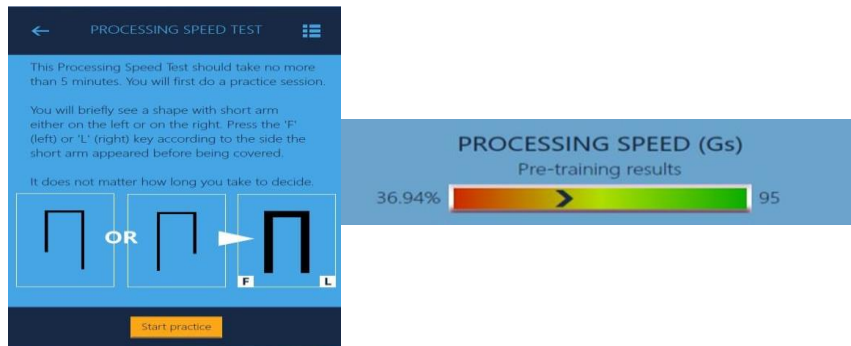 PROCESSING SPEED TEST
This Processing Speed Test should take no more
than 5 minutes. You will first do a practice session.
You will briefly see a shape with short arm
either on the left or on the right. Press the 'F'
(left) or 'L' (right) key according to the side the
short arm appeared before being covered.
It does not matter how long you take to decide.
OR
F L
Start practice
PROCESSING SPEED (Gs)
Pre-training results
36.94% 95